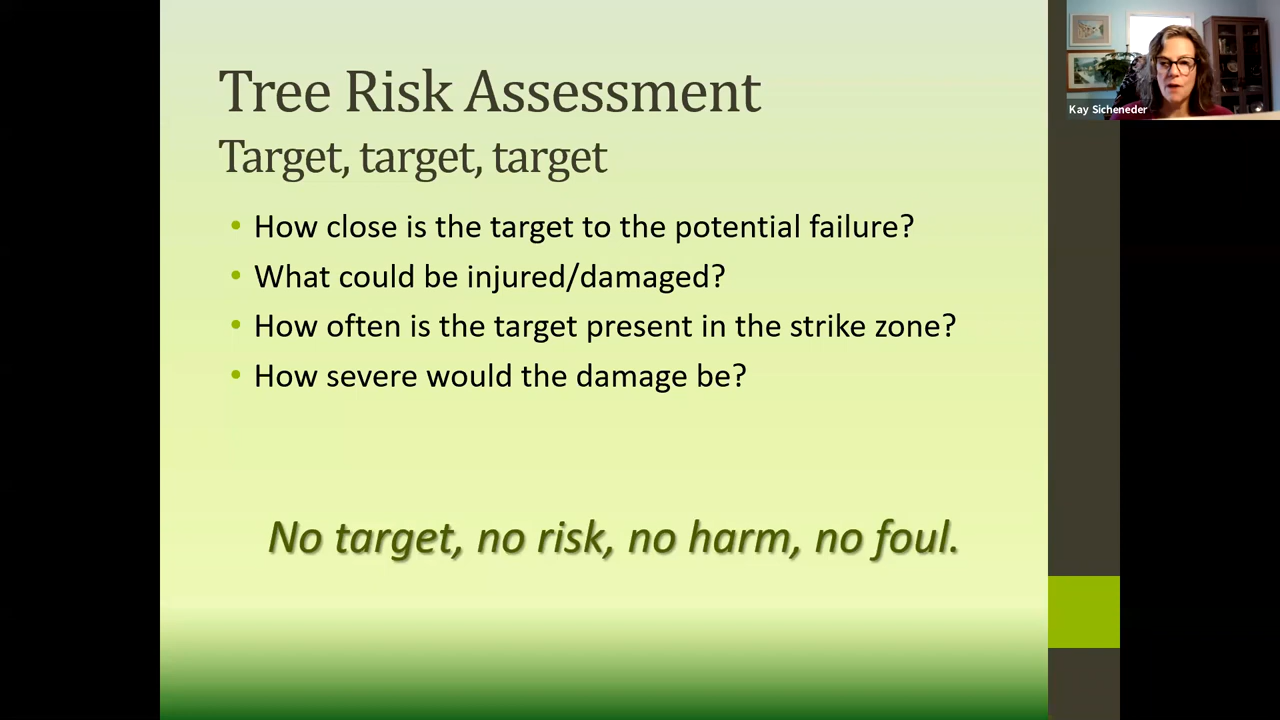 Tree Risk Assessment
Target, target, target
• How close is the target to the potential failure?
• What could be injured/damaged?
• How often is the target present in the strike zone?
• How severe would the damage be?
No target, no risk, no harm, no foul.
Kay Sicheneder